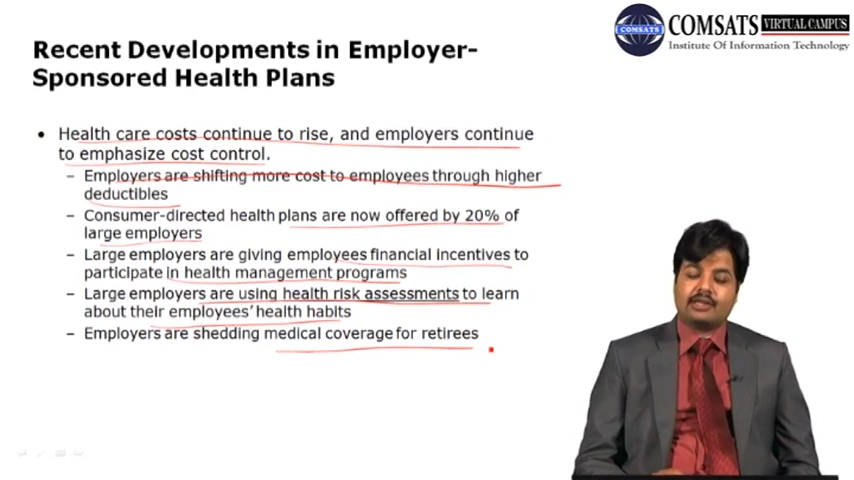 COMSATS VIRTUAL CAMPUS
COMSATS
Institute Of Information Technology
Recent Developments in Employer-
Sponsored Health Plans
• Health care costs continue to rise, and employers continue
to emphasize cost control.
– Employers are shifting more cost to employees through higher
deductibles
– Consumer-directed health plans are now offered by 20% of
large employers
– Large employers are giving employees financial incentives to
participate in health management programs
– Large employers are using health risk assessments to learn
about their employees’ health habits
– Employers are shedding medical coverage for retirees